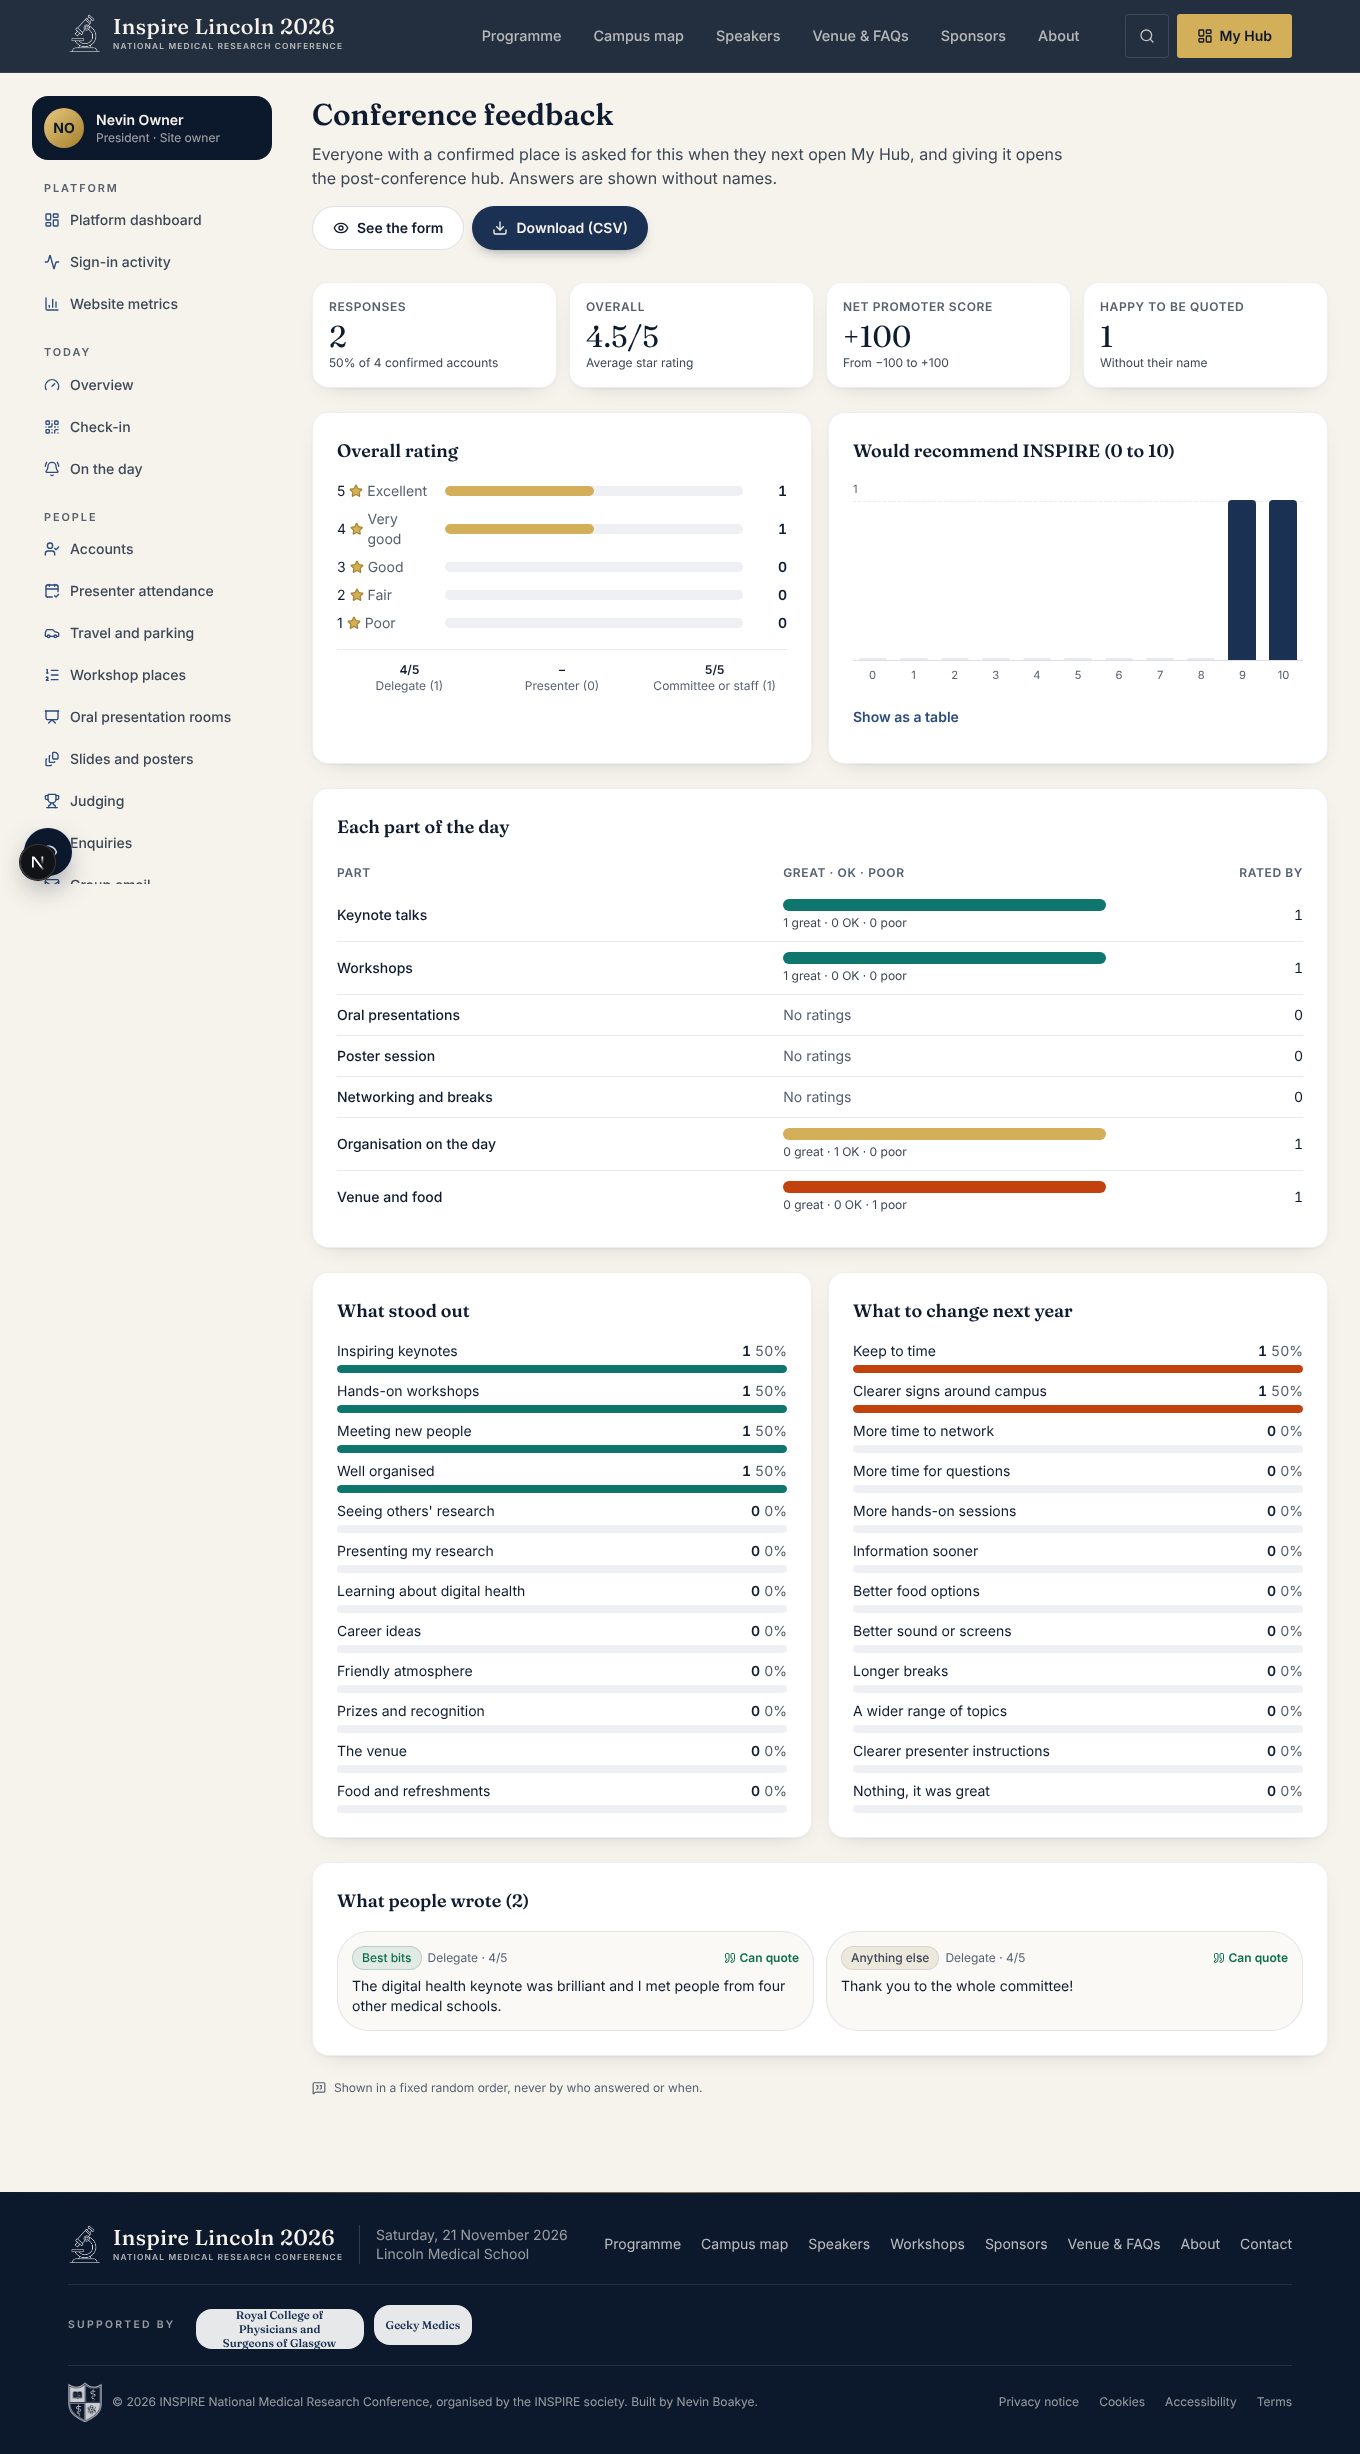 Inspire Lincoln 2026
NATIONAL MEDICAL RESEARCH CONFERENCE
Programme
Campus map
Speakers
Venue & FAQs
Sponsors
About
My Hub
NO
Nevin Owner
President · Site owner
PLATFORM
Platform dashboard
Sign-in activity
Website metrics
TODAY
Overview
Check-in
On the day
PEOPLE
Accounts
Presenter attendance
Travel and parking
Workshop places
Oral presentation rooms
Slides and posters
Judging
Enquiries
N
Conference feedback
Everyone with a confirmed place is asked for this when they next open My Hub, and giving it opens
the post-conference hub. Answers are shown without names.
See the form
Download (CSV)
RESPONSES
2
50% of 4 confirmed accounts
OVERALL
4.5/5
Average star rating
NET PROMOTER SCORE
+100
From −100 to +100
HAPPY TO BE QUOTED
1
Without their name
Overall rating
5 Excellent 1
4 Very good 1
3 Good 0
2 Fair 0
1 Poor 0
4/5
Delegate (1)
–
Presenter (0)
5/5
Committee or staff (1)
Would recommend INSPIRE (0 to 10)
1
0 1 2 3 4 5 6 7 8 9 10
Show as a table
Each part of the day
PART GREAT · OK · POOR RATED BY
Keynote talks
1 great · 0 OK · 0 poor
1
Workshops
1 great · 0 OK · 0 poor
1
Oral presentations No ratings 0
Poster session No ratings 0
Networking and breaks No ratings 0
Organisation on the day
0 great · 1 OK · 0 poor
1
Venue and food
0 great · 0 OK · 1 poor
1
What stood out
Inspiring keynotes 1 50%
Hands-on workshops 1 50%
Meeting new people 1 50%
Well organised 1 50%
Seeing others' research 0 0%
Presenting my research 0 0%
Learning about digital health 0 0%
Career ideas 0 0%
Friendly atmosphere 0 0%
Prizes and recognition 0 0%
The venue 0 0%
Food and refreshments 0 0%
What to change next year
Keep to time 1 50%
Clearer signs around campus 1 50%
More time to network 0 0%
More time for questions 0 0%
More hands-on sessions 0 0%
Information sooner 0 0%
Better food options 0 0%
Better sound or screens 0 0%
Longer breaks 0 0%
A wider range of topics 0 0%
Clearer presenter instructions 0 0%
Nothing, it was great 0 0%
What people wrote (2)
Best bits Delegate · 4/5 Can quote
The digital health keynote was brilliant and I met people from four
other medical schools.
Anything else Delegate · 4/5 Can quote
Thank you to the whole committee!
Shown in a fixed random order, never by who answered or when.
Inspire Lincoln 2026
NATIONAL MEDICAL RESEARCH CONFERENCE
Saturday, 21 November 2026
Lincoln Medical School
Programme
Campus map
Speakers
Workshops
Sponsors
Venue & FAQs
About
Contact
SUPPORTED BY
Royal College of
Physicians and
Surgeons of Glasgow
Geeky Medics
© 2026 INSPIRE National Medical Research Conference, organised by the INSPIRE society. Built by Nevin Boakye.
Privacy notice
Cookies
Accessibility
Terms